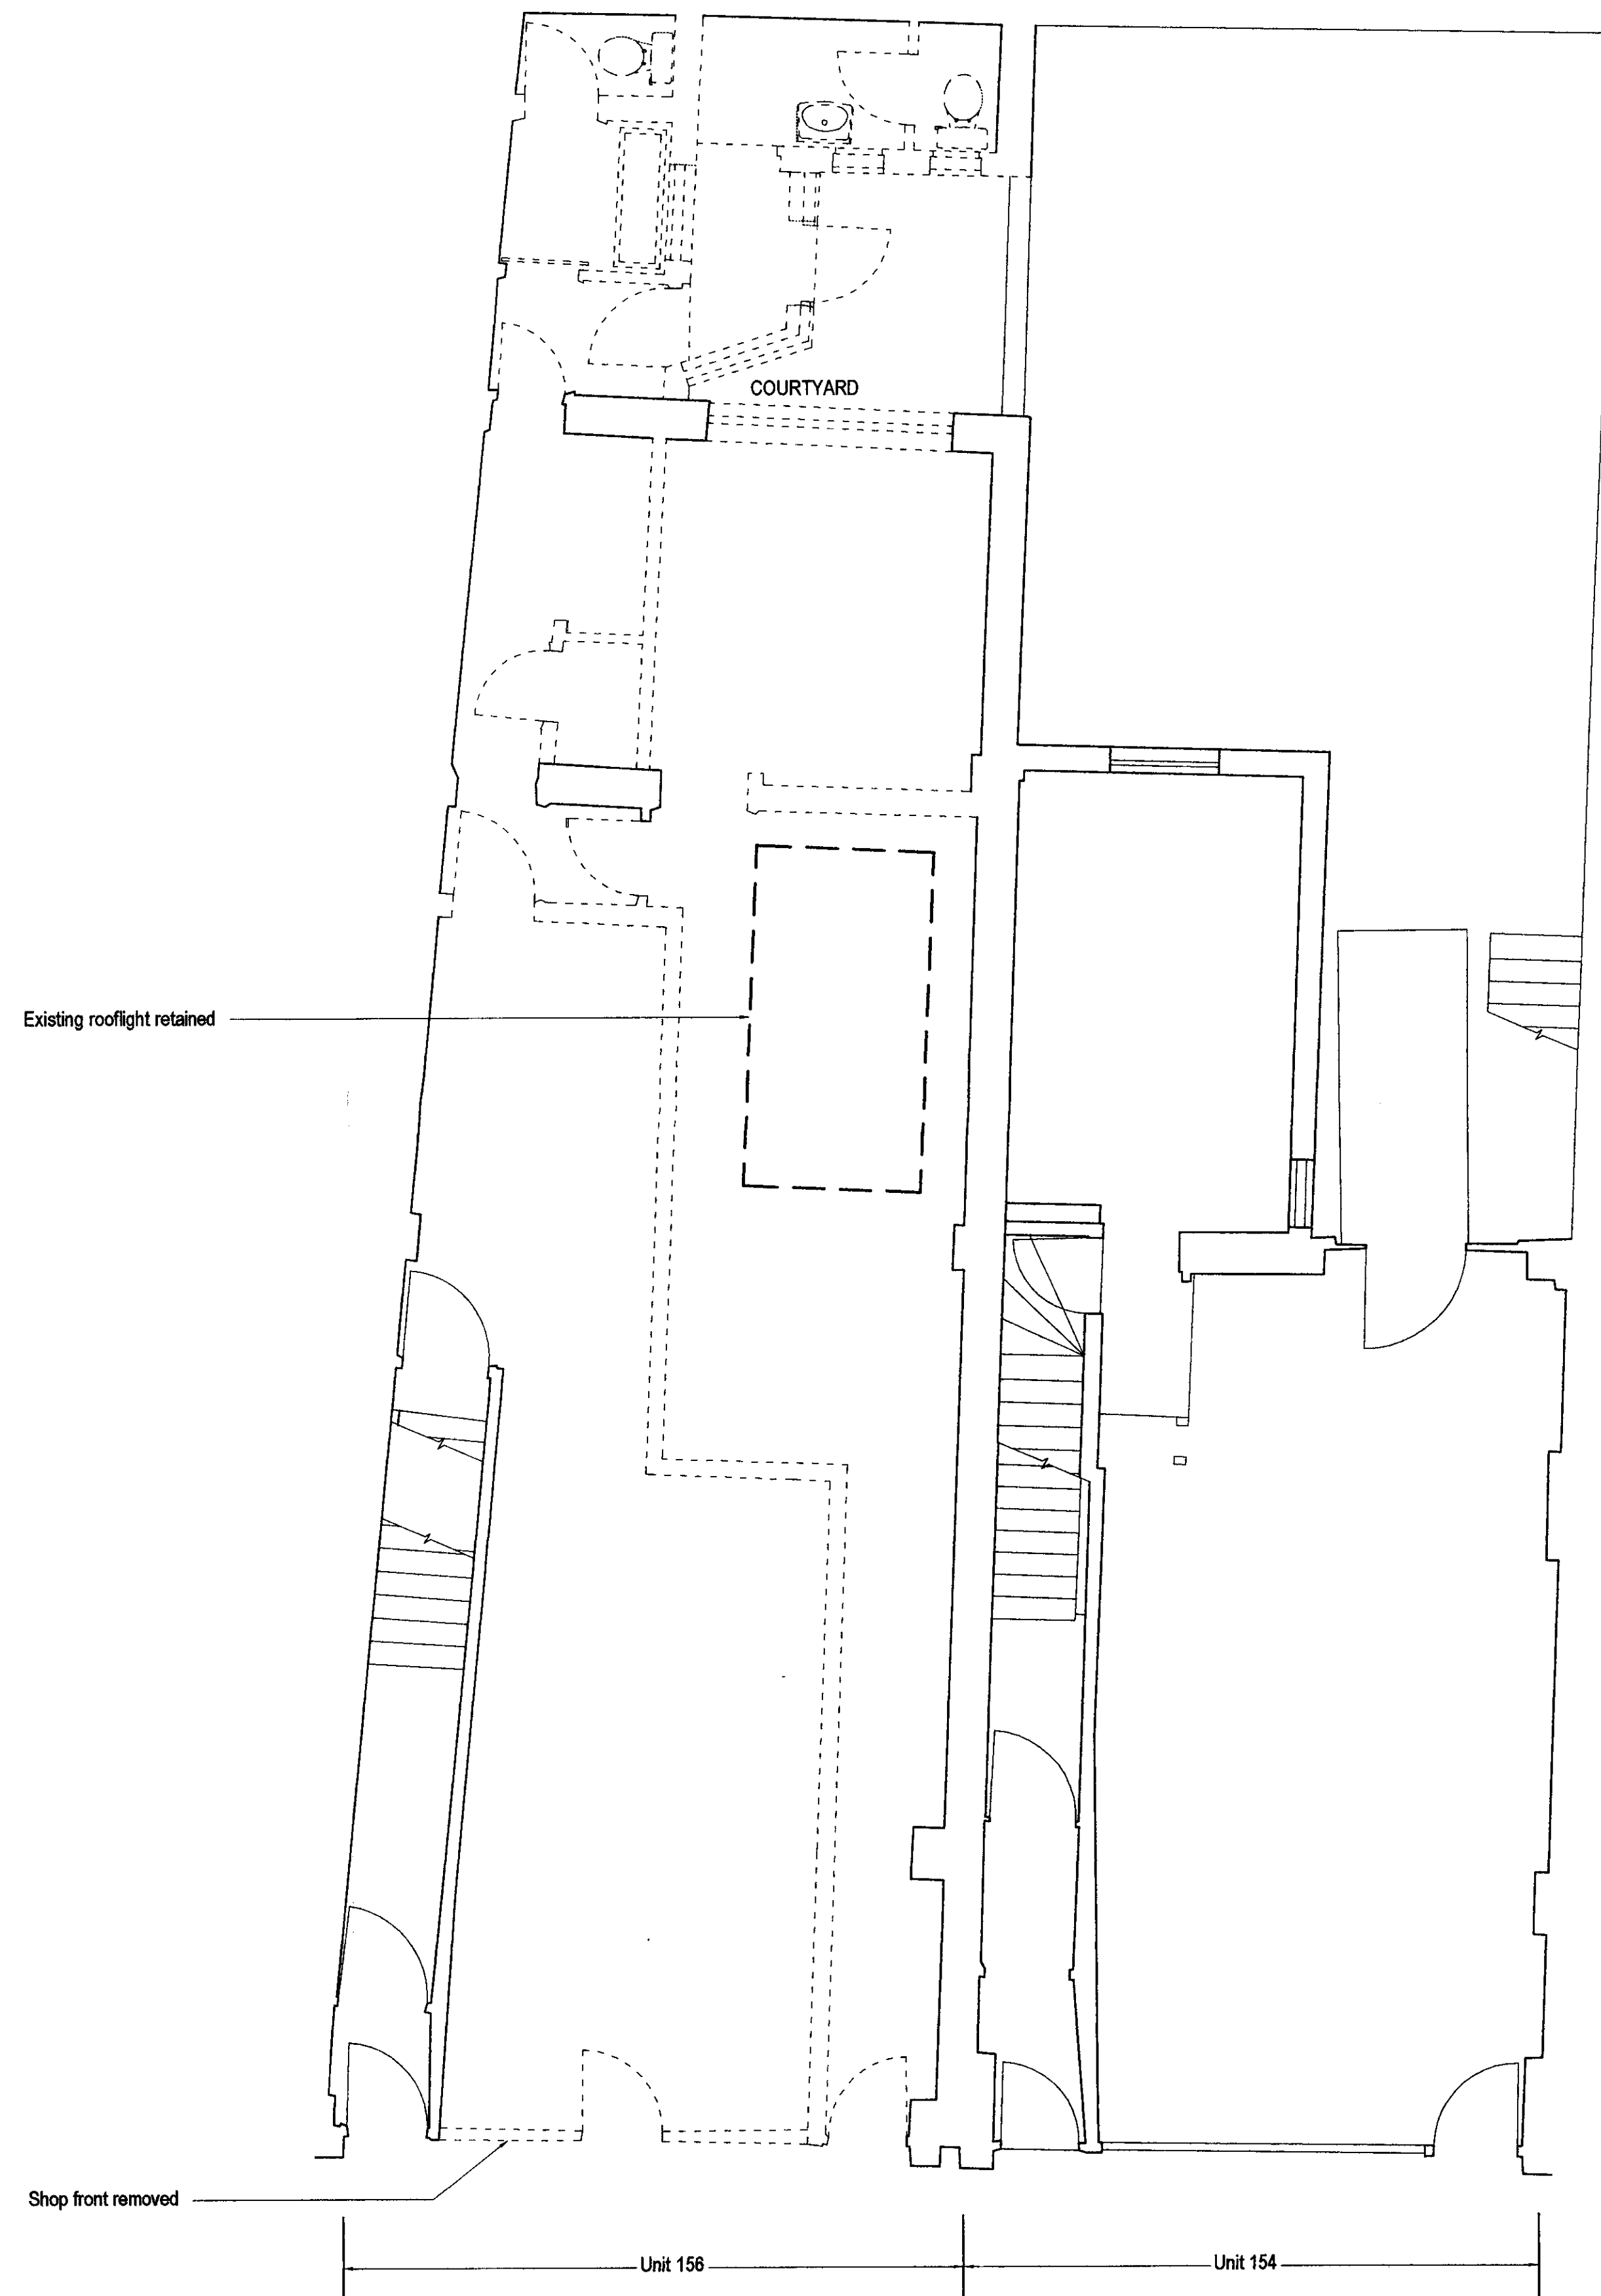 COURTYARD
Existing rooflight retained
Shop front removed
Unit 156
Unit 154